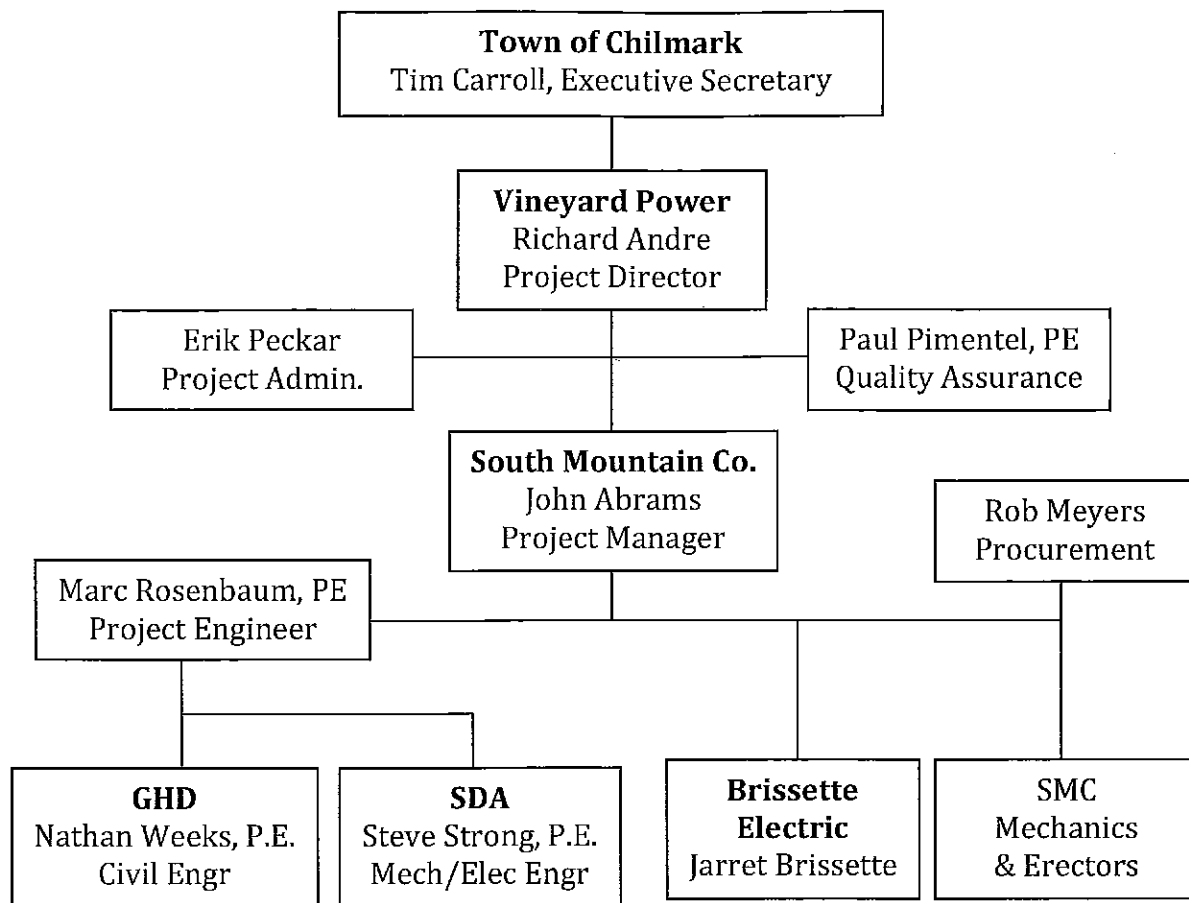 Town of Chilmark
Tim Carroll, Executive Secretary
Vineyard Power
Richard Andre
Project Director
Erik Peckar
Project Admin.
Paul Pimentel, PE
Quality Assurance
South Mountain Co.
John Abrams
Project Manager
Rob Meyers
Procurement
Marc Rosenbaum, PE
Project Engineer
GHD
Nathan Weeks, P.E.
Civil Engr
SDA
Steve Strong, P.E.
Mech/Elec Engr
Brissette
Electric
Jarret Brissette
SMC
Mechanics
& Erectors